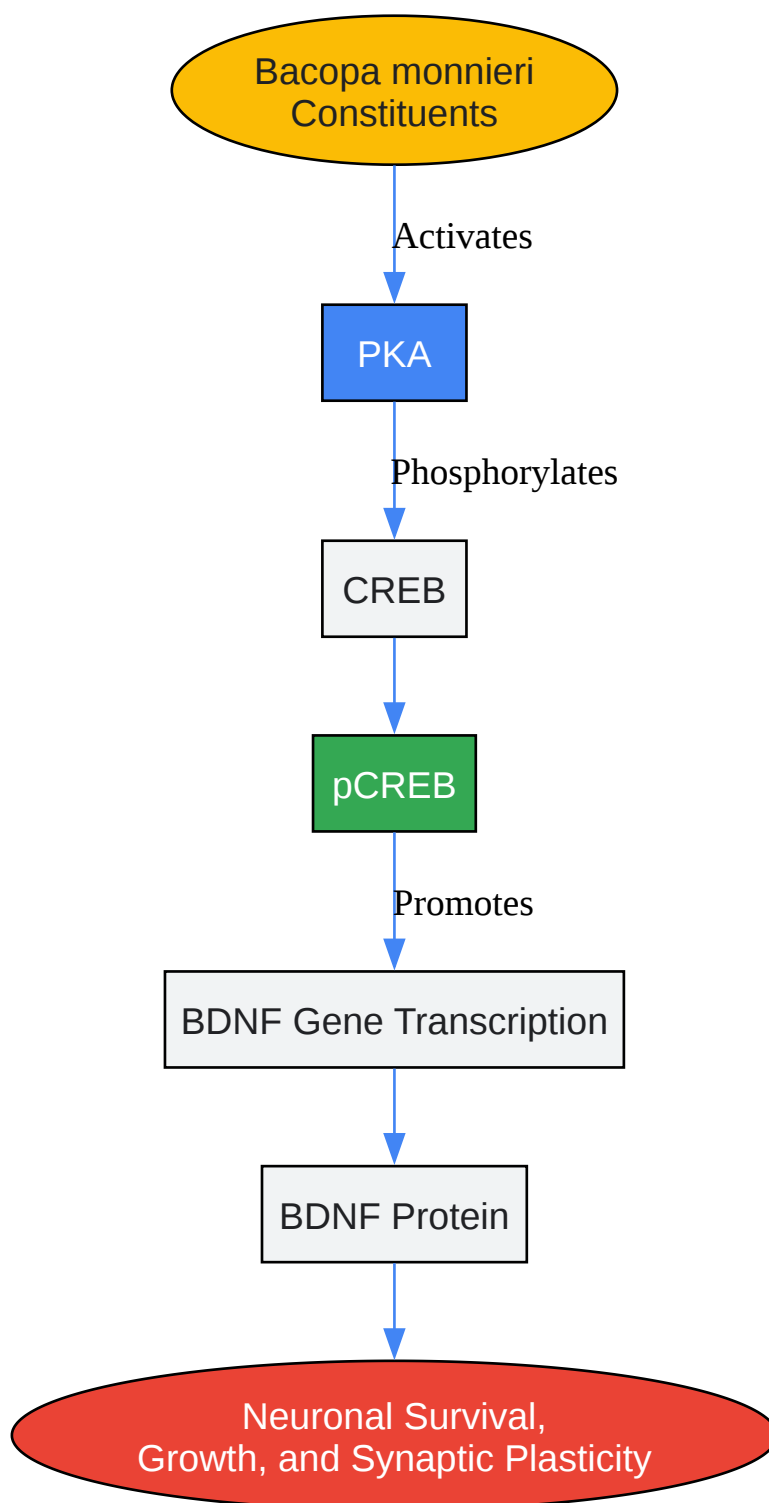 Bacopa monnieri
Constituents
Activates
PKA
Phosphorylates
CREB
pCREB
Promotes
BDNF Gene Transcription
BDNF Protein
Neuronal Survival,
Growth, and Synaptic Plasticity